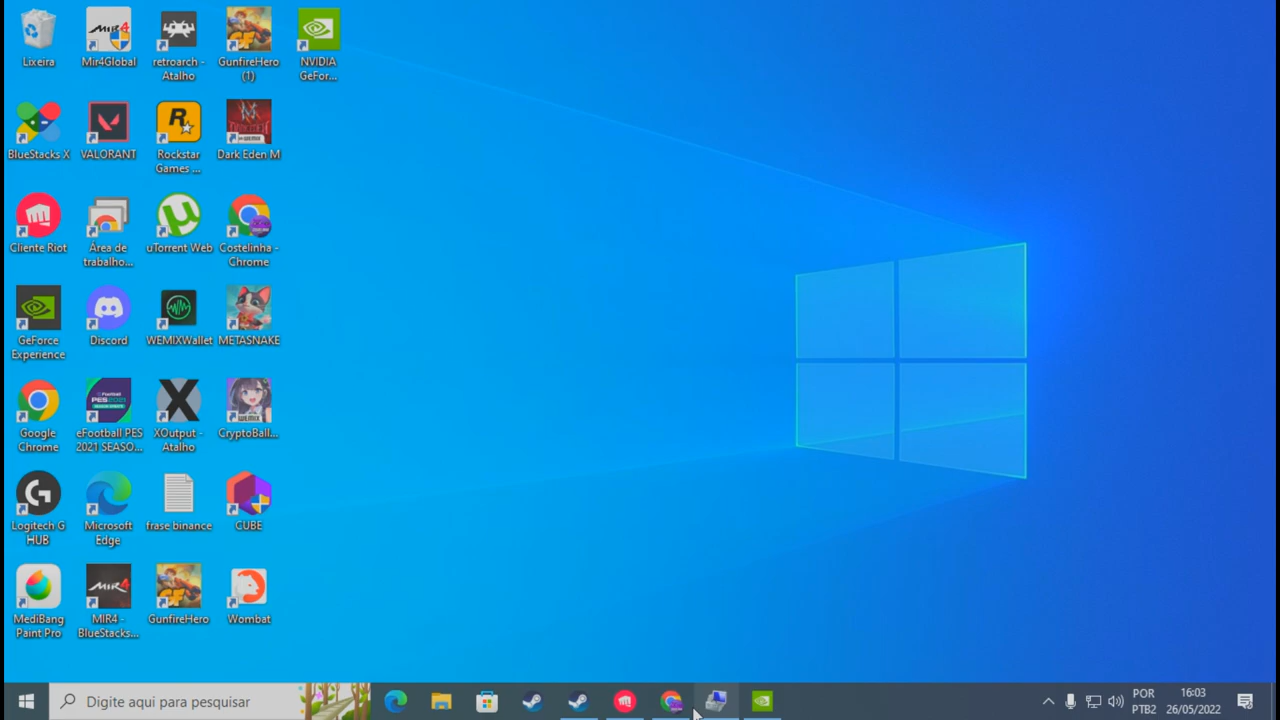 Lixeira
Mir4Global
retroarch -
Atalho
GunfireHero
(1)
NVIDIA
GeFor...
BlueStacks X
VALORANT
Rockstar
Games ...
Dark Eden M
Cliente Riot
Área de
trabalho...
uTorrent Web
Costelinha -
Chrome
GeForce
Experience
Discord
WEMIXWallet
METASNAKE
Google
Chrome
eFootball PES
2021 SEASO...
XOutput -
Atalho
CryptoBall...
Logitech G
HUB
Microsoft
Edge
frase binance
CUBE
MediBang
Paint Pro
MIR4 -
BlueStacks...
GunfireHero
Wombat
Digite aqui para pesquisar
POR
PTB2
16:03
26/05/2022